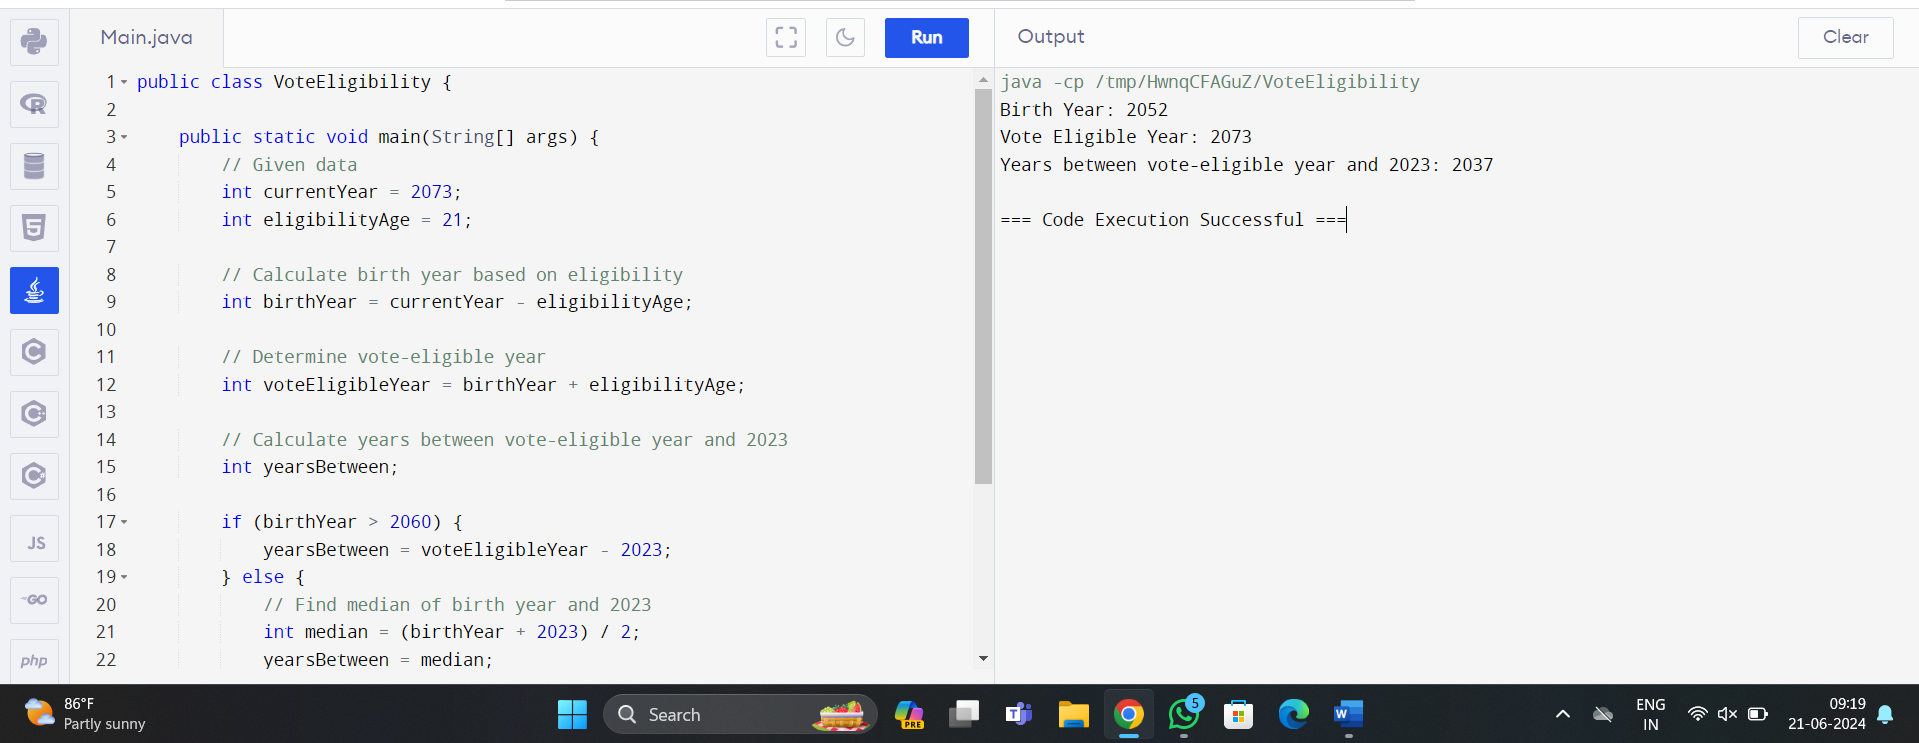 Main.java
Run
Output
Clear
1 public class VoteEligibility {
2
3 public static void main(String[] args) {
4 // Given data
5 int currentYear = 2073;
6 int eligibilityAge = 21;
7
8 // Calculate birth year based on eligibility
9 int birthYear = currentYear - eligibilityAge;
10
11 // Determine vote-eligible year
12 int voteEligibleYear = birthYear + eligibilityAge;
13
14 // Calculate years between vote-eligible year and 2023
15 int yearsBetween;
16
17 if (birthYear > 2060) {
18 yearsBetween = voteEligibleYear - 2023;
19 } else {
20 // Find median of birth year and 2023
21 int median = (birthYear + 2023) / 2;
22 yearsBetween = median;
java -cp /tmp/HwnqCFAGuZ/VoteEligibility
Birth Year: 2052
Vote Eligible Year: 2073
Years between vote-eligible year and 2023: 2037
=== Code Execution Successful ===
R
5
C
C
C
JS
GO
php
86°F
Partly sunny
Search
PRE
T
5
W
ENG
IN
09:19
21-06-2024